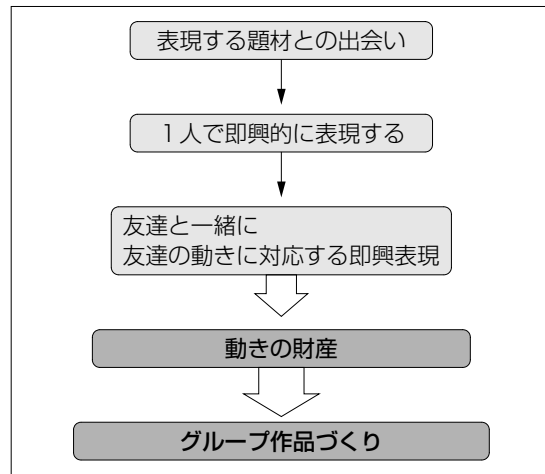 表現する題材との出会い
1人で即興的に表現する
友達と一緒に
友達の動きに対応する即興表現
動きの財産
グループ作品づくり